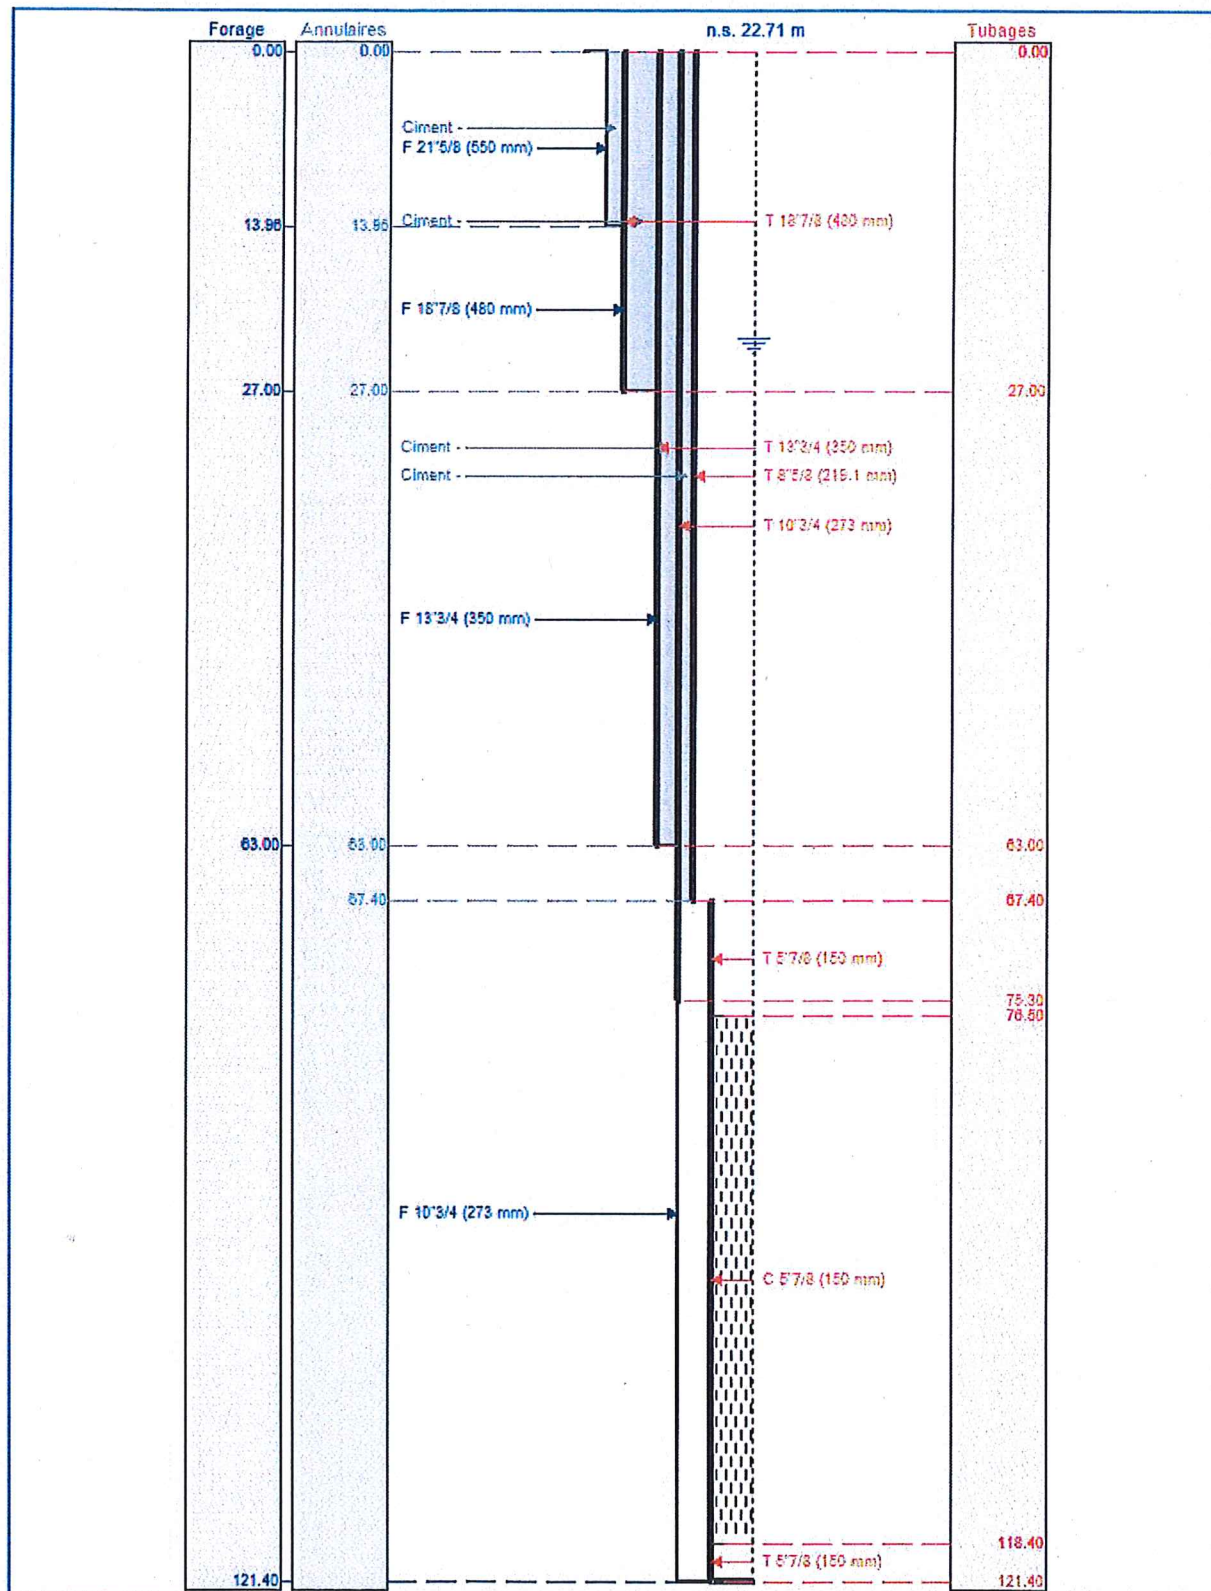 Forage Annulaires n.s. 22.71 m Tubages
0.00 0.00 0.00
Ciment -
F 21"5/8 (550 mm)
13.96 13.96 Ciment - T 18"7/8 (480 mm)
F 18"7/8 (480 mm)
27.00 27.00 27.00
Ciment - T 13"3/4 (350 mm)
Ciment - T 8"5/8 (219.1 mm)
T 10"3/4 (273 mm)
F 13"3/4 (350 mm)
63.00 63.00 63.00
67.40 67.40
T 5"7/8 (150 mm)
75.30
76.50
F 10"3/4 (273 mm)
C 5"7/8 (150 mm)
118.40
T 5"7/8 (150 mm)
121.40 121.40